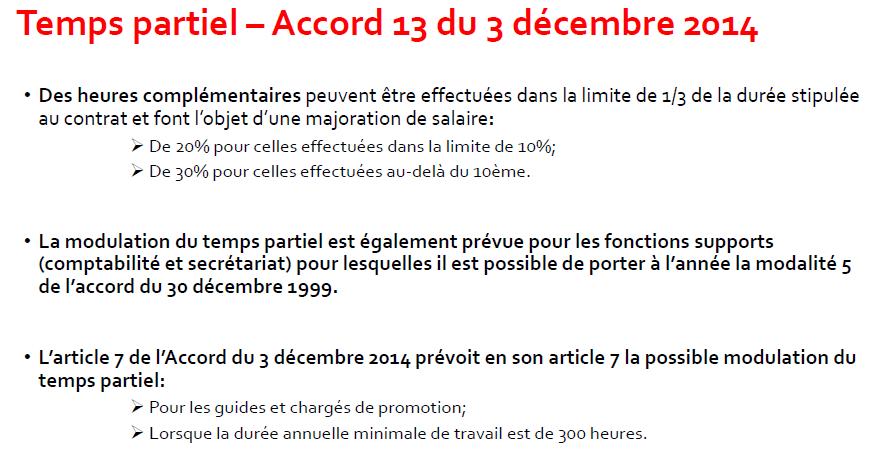 Temps partiel – Accord 13 du 3 décembre 2014
• Des heures complémentaires peuvent être effectuées dans la limite de 1/3 de la durée stipulée
au contrat et font l'objet d'une majoration de salaire:
➢ De 20% pour celles effectuées dans la limite de 10%;
➢ De 30% pour celles effectuées au-delà du 10ème.
• La modulation du temps partiel est également prévue pour les fonctions supports
(comptabilité et secrétariat) pour lesquelles il est possible de porter à l'année la modalité 5
de l'accord du 30 décembre 1999.
• L'article 7 de l'Accord du 3 décembre 2014 prévoit en son article 7 la possible modulation du
temps partiel:
➢ Pour les guides et chargés de promotion;
➢ Lorsque la durée annuelle minimale de travail est de 300 heures.